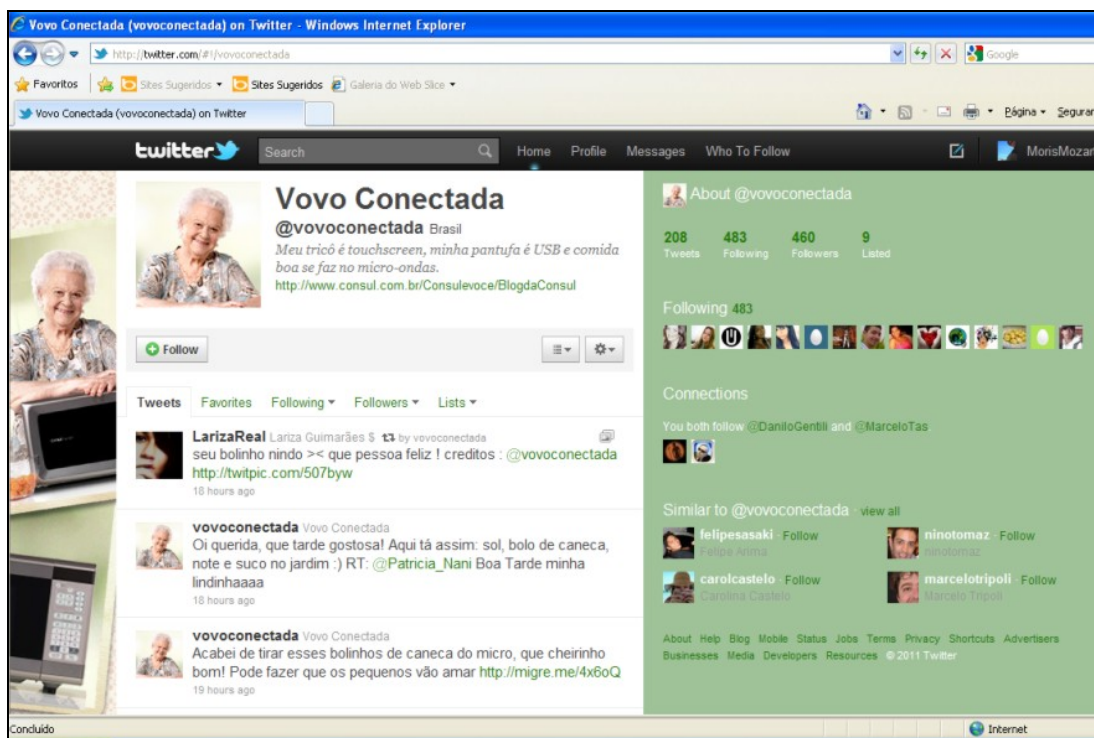 Vovo Conectada (vovoconectada) on Twitter - Windows Internet Explorer
http://twitter.com/#!/vovoconectada
Google
Favoritos Sites Sugeridos Sites Sugeridos Galeria do Web Slice
Vovo Conectada (vovoconectada) on Twitter
Página Seguran
twitter Search Home Profile Messages Who To Follow MorisMozar
Vovo Conectada
@vovoconectada Brasil
Meu tricô é touchscreen, minha pantufa é USB e comida
boa se faz no micro-ondas.
http://www.consul.com.br/Consulevoce/BlogdaConsul
Follow
Tweets Favorites Following Followers Lists
LarizaReal Lariza Guimarães $ by vovoconectada
seu bolinho nindo >< que pessoa feliz ! creditos : @vovoconectada
http://twitpic.com/507byw
18 hours ago
vovoconectada Vovo Conectada
Oi querida, que tarde gostosa! Aqui tá assim: sol, bolo de caneca,
note e suco no jardim :) RT: @Patricia_Nani Boa Tarde minha
lindinhaaaa
18 hours ago
vovoconectada Vovo Conectada
Acabei de tirar esses bolinhos de caneca do micro, que cheirinho
bom! Pode fazer que os pequenos vão amar http://migre.me/4x6oQ
19 hours ago
About @vovoconectada
208 483 460 9
Tweets Following Followers Listed
Following 483
Connections
You both follow @DaniloGentili and @MarceloTas
Similar to @vovoconectada · view all
felipesasaki · Follow
Felipe Arima
ninotomaz · Follow
ninotomaz
carolcastelo · Follow
Carolina Castelo
marcelotripoli · Follow
Marcelo Tripoli
About Help Blog Mobile Status Jobs Terms Privacy Shortcuts Advertisers
Businesses Media Developers Resources © 2011 Twitter
Concluído
Internet